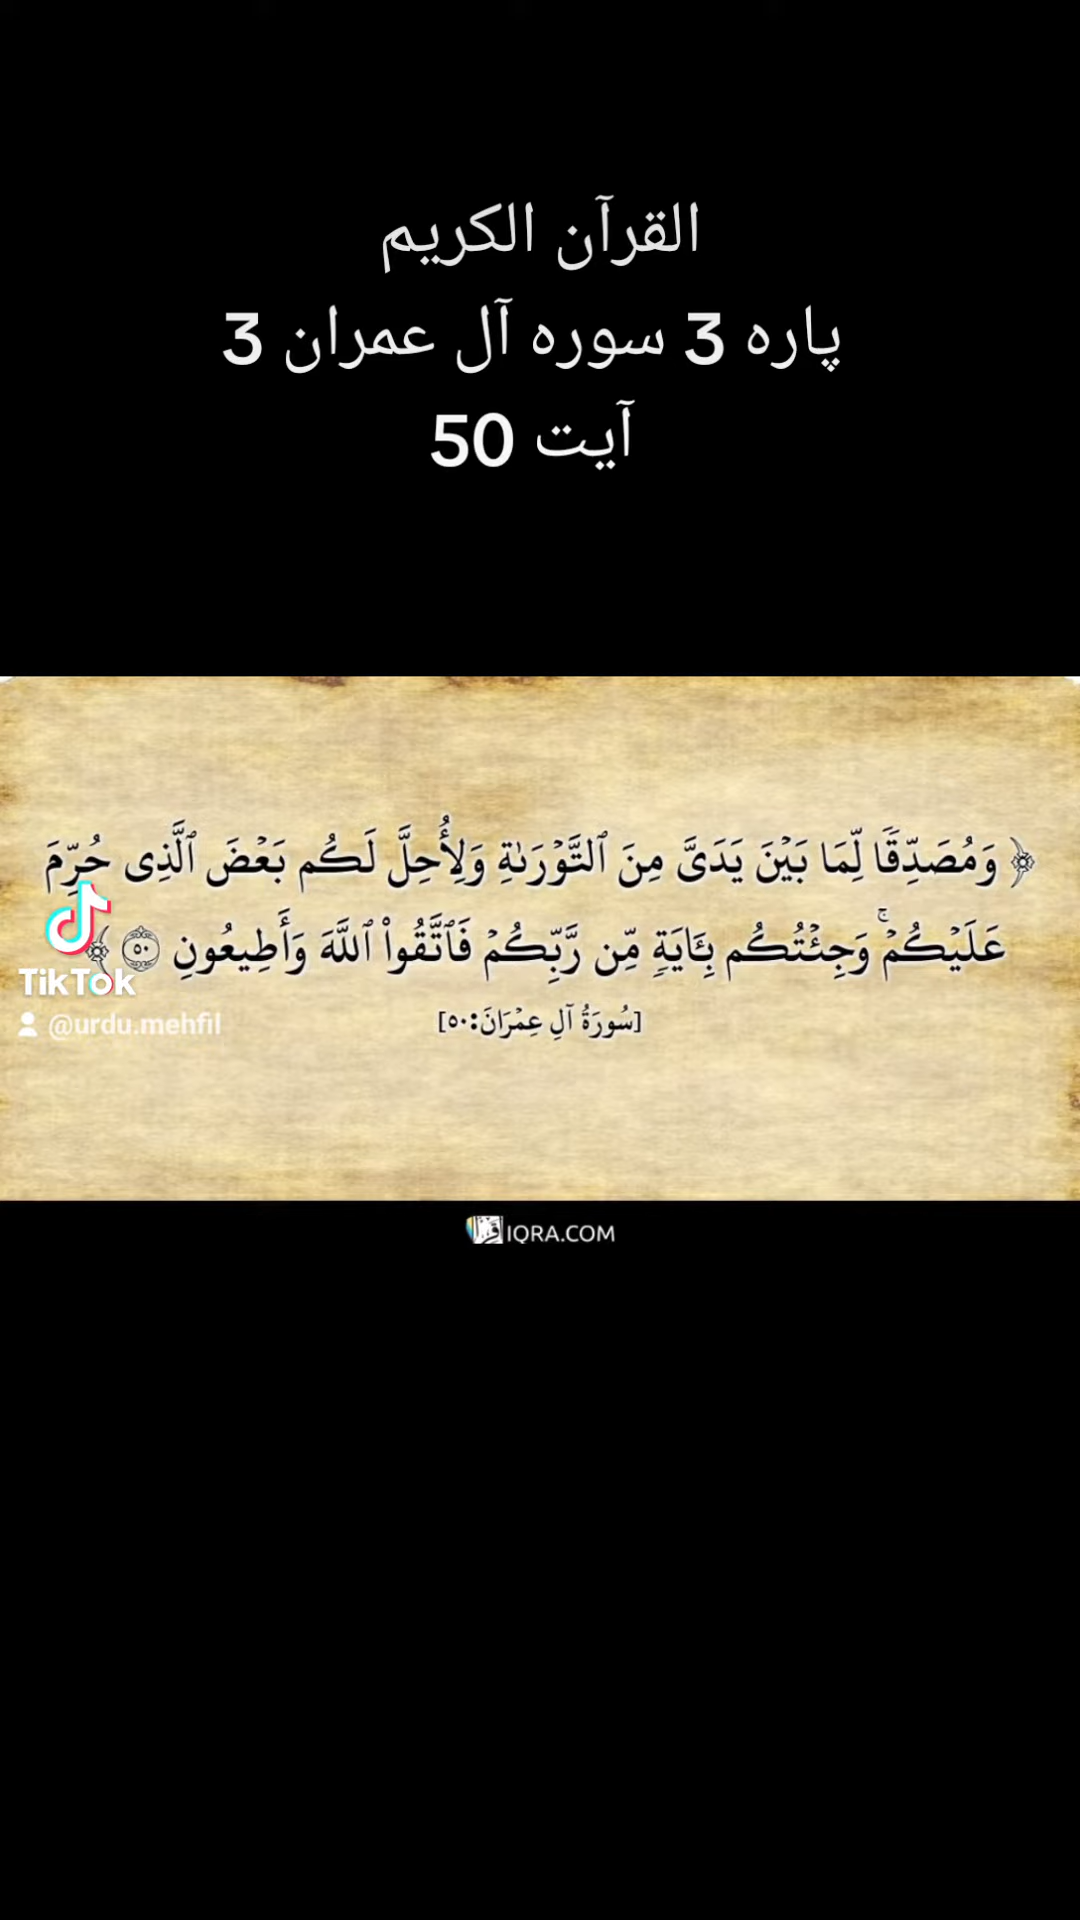 القرآن الکریم
پاره 3 سوره آل عمران 3
آیت 50
﴿ وَمُصَدِّقٗا لِّمَا بَيۡنَ يَدَيَّ مِنَ ٱلتَّوۡرَىٰةِ وَلِأُحِلَّ لَكُم بَعۡضَ ٱلَّذِي حُرِّمَ
عَلَيۡكُمۡۚ وَجِئۡتُكُم بِـَٔايَةٖ مِّن رَّبِّكُمۡ فَٱتَّقُواْ ٱللَّهَ وَأَطِيعُونِ ٥٠ ﴾
[سُورَةُ آلِ عِمۡرَانَ:٥٠]
TikTok
@urdu.mehfil
IQRA.COM